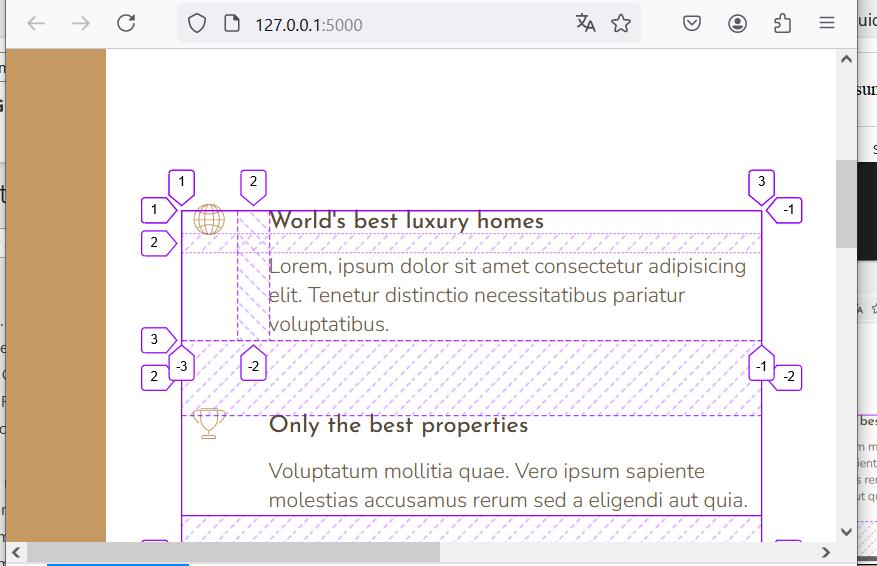 127.0.0.1:5000
1
2
3
1
-1
World's best luxury homes
2
Lorem, ipsum dolor sit amet consectetur adipisicing
elit. Tenetur distinctio necessitatibus pariatur
voluptatibus.
3
-3
-2
-1
2
-2
Only the best properties
Voluptatum mollitia quae. Vero ipsum sapiente
molestias accusamus rerum sed a eligendi aut quia.